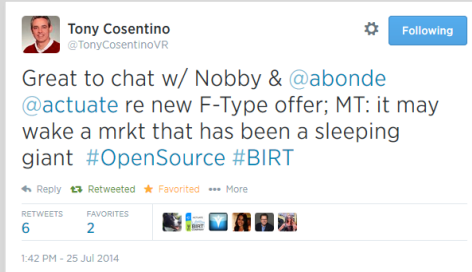 Tony Cosentino
@TonyCosentinoVR
Following
Great to chat w/ Nobby & @abonde
@actuate re new F-Type offer; MT: it may
wake a mrkt that has been a sleeping
giant #OpenSource #BIRT
Reply Retweeted Favorited More
RETWEETS FAVORITES
6 2
BIRT
1:42 PM - 25 Jul 2014